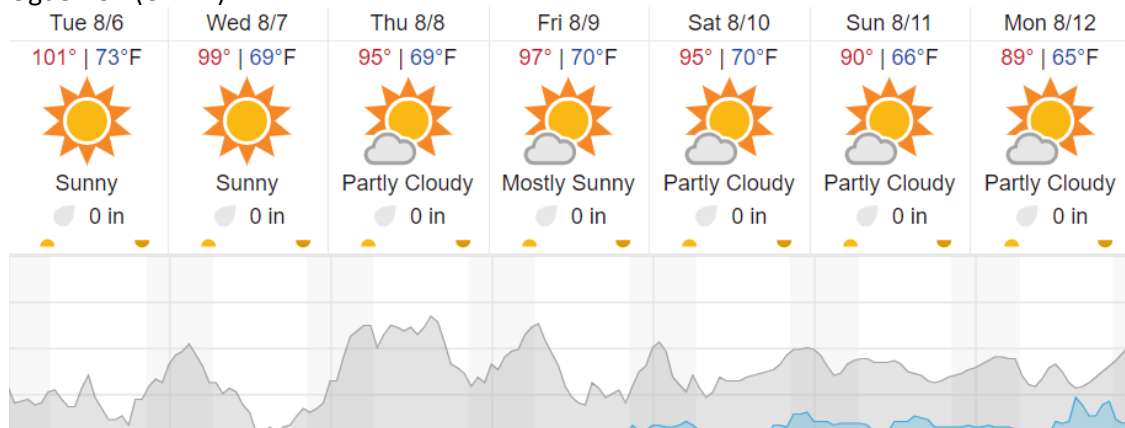 Tue 8/6 Wed 8/7 Thu 8/8 Fri 8/9 Sat 8/10 Sun 8/11 Mon 8/12
101° | 73°F 99° | 69°F 95° | 69°F 97° | 70°F 95° | 70°F 90° | 66°F 89° | 65°F
Sunny Sunny Partly Cloudy Mostly Sunny Partly Cloudy Partly Cloudy Partly Cloudy
0 in 0 in 0 in 0 in 0 in 0 in 0 in